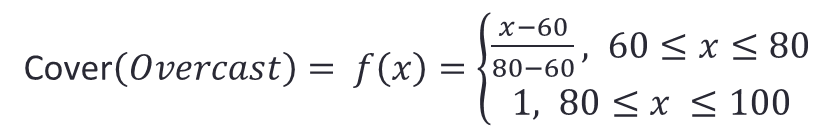 Cover(Overcast) = f(x) = { x−60 / 80−60 , 60 ≤ x ≤ 80
1, 80 ≤ x ≤ 100